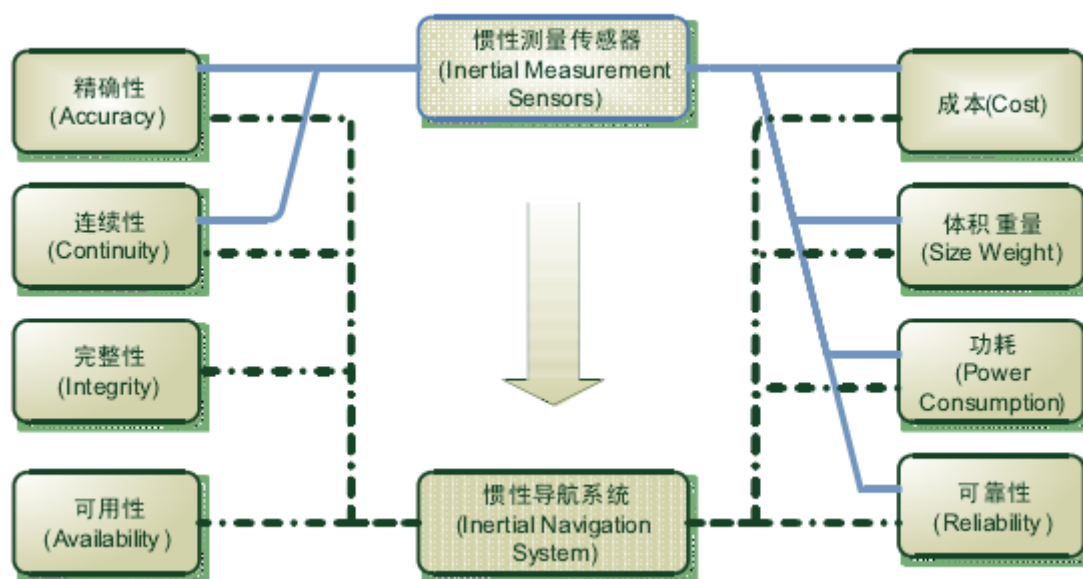 惯性测量传感器
(Inertial Measurement
Sensors)
精确性
(Accuracy)
成本(Cost)
连续性
(Continuity)
体积 重量
(Size Weight)
完整性
(Integrity)
功耗
(Power
Consumption)
可用性
(Availability)
惯性导航系统
(Inertial Navigation
System)
可靠性
(Reliability)